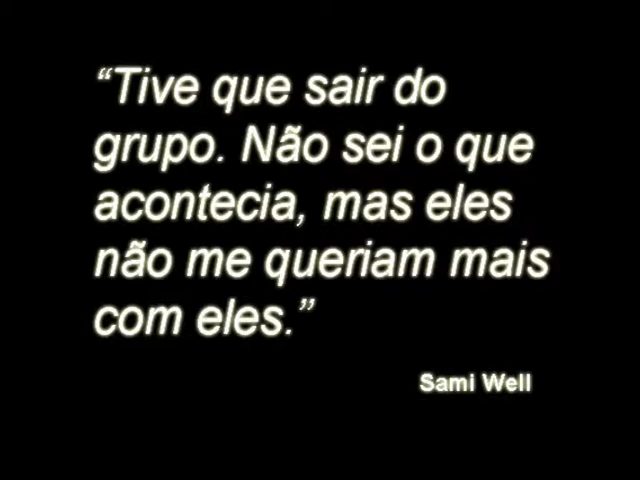 “Tive que sair do
grupo. Não sei o que
acontecia, mas eles
não me queriam mais
com eles.”
Sami Well